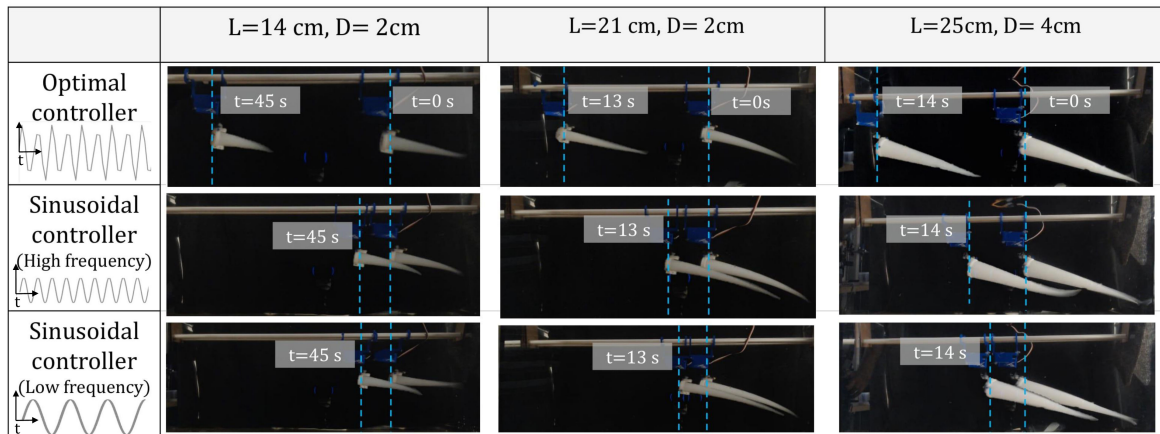 L=14 cm, D= 2cm
L=21 cm, D= 2cm
L=25cm, D= 4cm
Optimal
controller
t
t=45 s
t=0 s
t=13 s
t=0s
t=14 s
t=0 s
Sinusoidal
controller
(High frequency)
t
t=45 s
t=13 s
t=14 s
Sinusoidal
controller
(Low frequency)
t
t=45 s
t=13 s
t=14 s